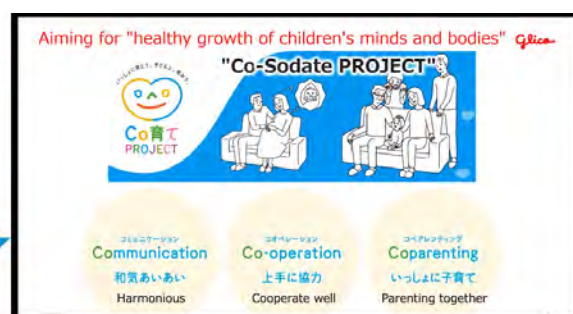 Aiming for "healthy growth of children's minds and bodies" Glico
"Co-Sodate PROJECT"
Co育て
PROJECT
コミュニケーション
Communication
和気あいあい
Harmonious
コオペレーション
Co-operation
上手に協力
Cooperate well
コペアレンティング
Coparenting
いっしょに子育て
Parenting together